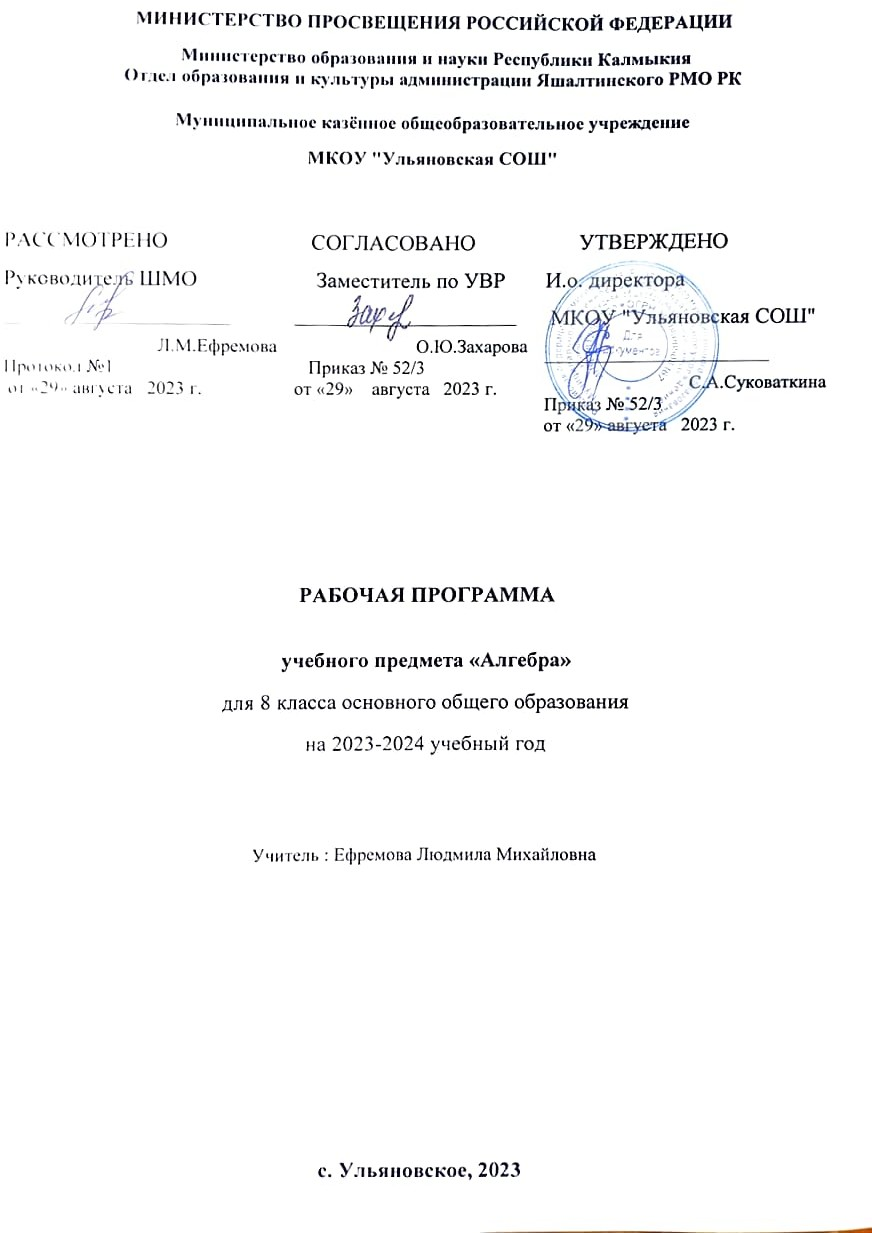 МИНИСТЕРСТВО ПРОСВЕЩЕНИЯ РОССИЙСКОЙ ФЕДЕРАЦИИ
Министерство образования и науки Республики Калмыкия
Отдел образования и культуры администрации Яшалтинского РМО РК
Муниципальное казённое общеобразовательное учреждение
МКОУ "Ульяновская СОШ"
РАССМОТРЕНО СОГЛАСОВАНО УТВЕРЖДЕНО
Руководитель ШМО Заместитель по УВР И.о. директора
МКОУ "Ульяновская СОШ"
Для
документов
Л.М.Ефремова О.Ю.Захарова
С.А.Суковаткина
Протокол №1 Приказ № 52/3
Приказ № 52/3
от «29» августа 2023 г. от «29» августа 2023 г.
от «29» августа 2023 г.
РАБОЧАЯ ПРОГРАММА
учебного предмета «Алгебра»
для 8 класса основного общего образования
на 2023-2024 учебный год
Учитель : Ефремова Людмила Михайловна
с. Ульяновское, 2023